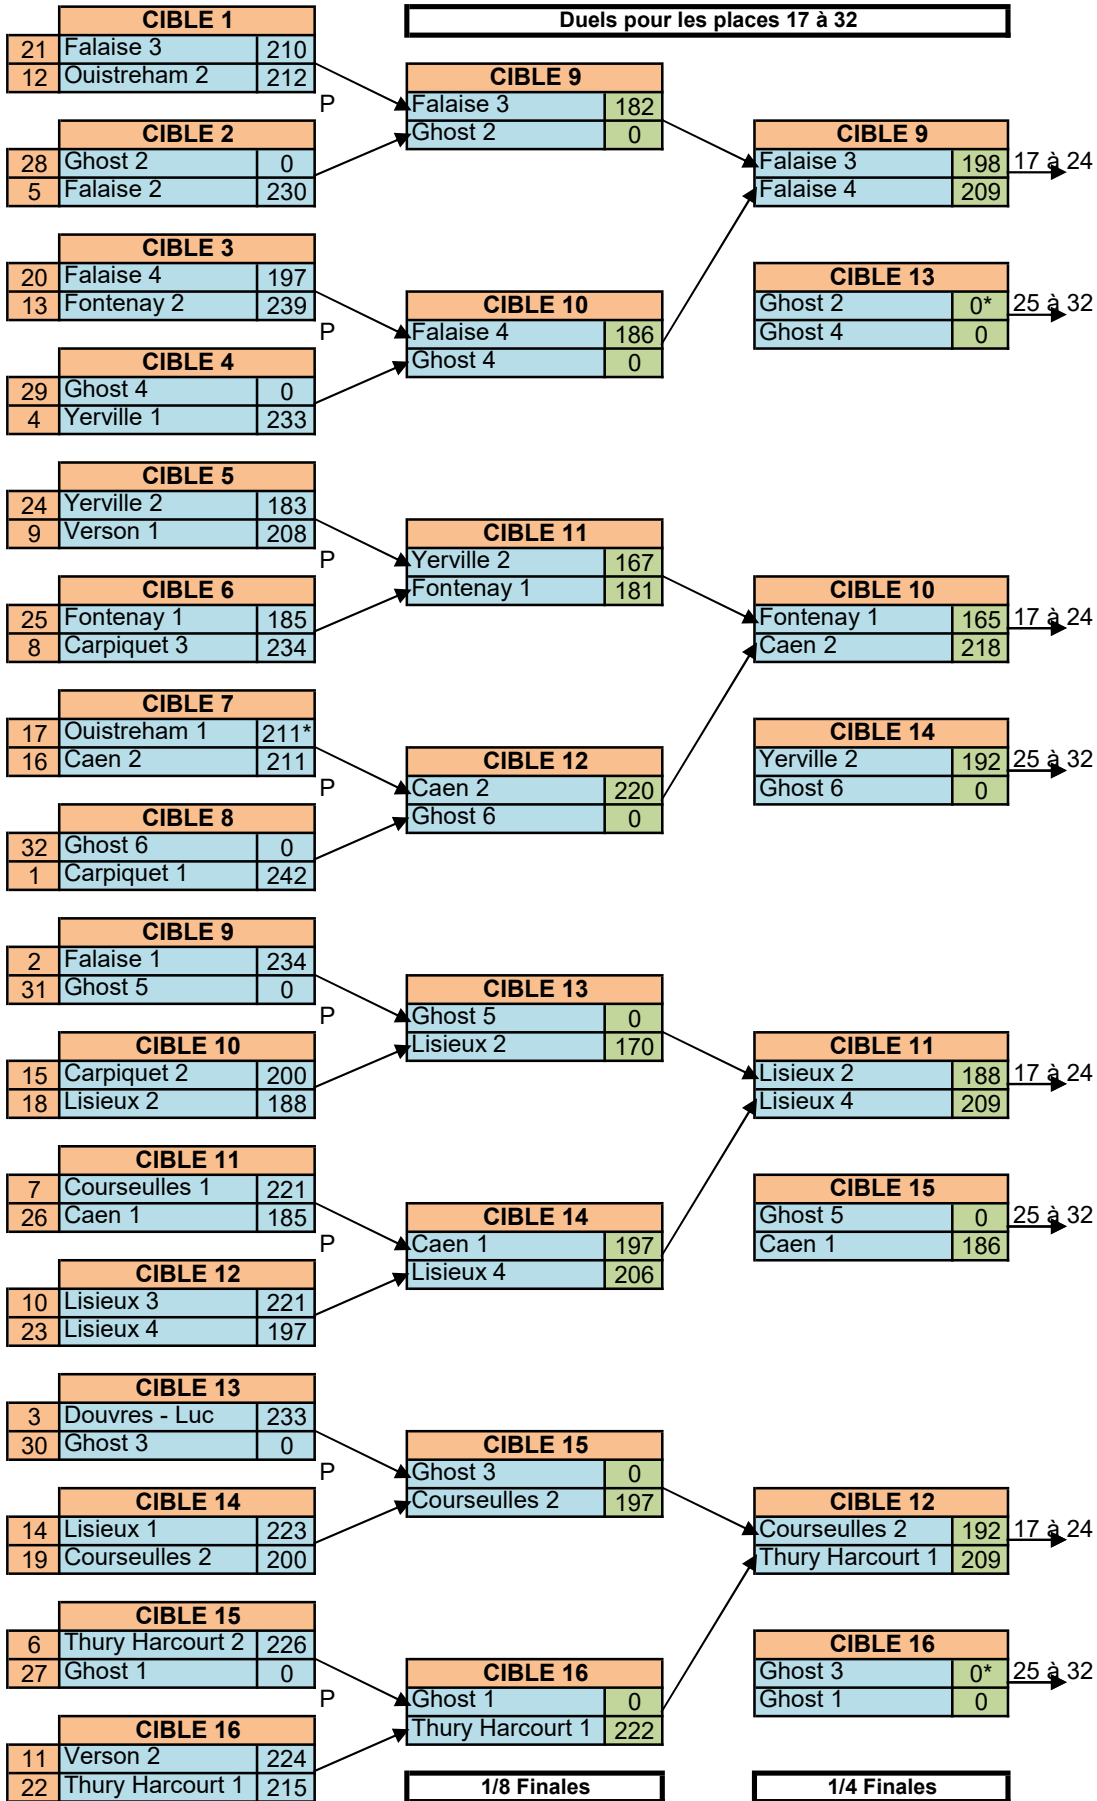 Duels pour les places 17 à 32
CIBLE 1
21 Falaise 3 210
12 Ouistreham 2 212
P
CIBLE 2
28 Ghost 2 0
5 Falaise 2 230
CIBLE 3
20 Falaise 4 197
13 Fontenay 2 239
P
CIBLE 4
29 Ghost 4 0
4 Yerville 1 233
CIBLE 5
24 Yerville 2 183
9 Verson 1 208
P
CIBLE 6
25 Fontenay 1 185
8 Carpiquet 3 234
CIBLE 7
17 Ouistreham 1 211*
16 Caen 2 211
P
CIBLE 8
32 Ghost 6 0
1 Carpiquet 1 242
CIBLE 9
2 Falaise 1 234
31 Ghost 5 0
P
CIBLE 10
15 Carpiquet 2 200
18 Lisieux 2 188
CIBLE 11
7 Courseulles 1 221
26 Caen 1 185
P
CIBLE 12
10 Lisieux 3 221
23 Lisieux 4 197
CIBLE 13
3 Douvres - Luc 233
30 Ghost 3 0
P
CIBLE 14
14 Lisieux 1 223
19 Courseulles 2 200
CIBLE 15
6 Thury Harcourt 2 226
27 Ghost 1 0
P
CIBLE 16
11 Verson 2 224
22 Thury Harcourt 1 215
CIBLE 9
Falaise 3 182
Ghost 2 0
CIBLE 10
Falaise 4 186
Ghost 4 0
CIBLE 11
Yerville 2 167
Fontenay 1 181
CIBLE 12
Caen 2 220
Ghost 6 0
CIBLE 13
Ghost 5 0
Lisieux 2 170
CIBLE 14
Caen 1 197
Lisieux 4 206
CIBLE 15
Ghost 3 0
Courseulles 2 197
CIBLE 16
Ghost 1 0
Thury Harcourt 1 222
1/8 Finales
CIBLE 9
Falaise 3 198 17 à 24
Falaise 4 209
CIBLE 13
Ghost 2 0* 25 à 32
Ghost 4 0
CIBLE 10
Fontenay 1 165 17 à 24
Caen 2 218
CIBLE 14
Yerville 2 192 25 à 32
Ghost 6 0
CIBLE 11
Lisieux 2 188 17 à 24
Lisieux 4 209
CIBLE 15
Ghost 5 0 25 à 32
Caen 1 186
CIBLE 12
Courseulles 2 192 17 à 24
Thury Harcourt 1 209
CIBLE 16
Ghost 3 0* 25 à 32
Ghost 1 0
1/4 Finales